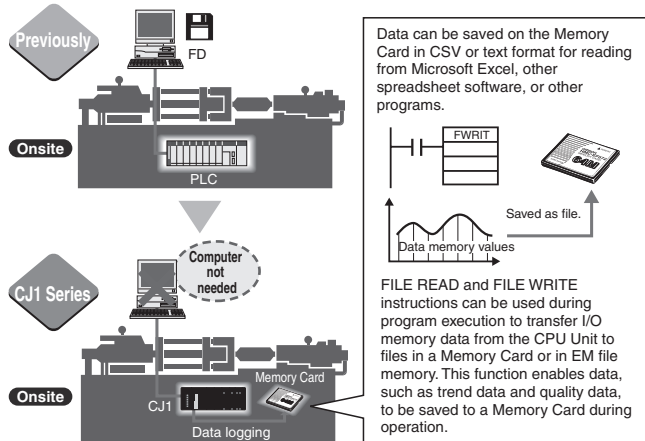 Previously
FD
Onsite
PLC
Computer
not
needed
CJ1 Series
Onsite
CJ1
Memory Card
Data logging
Data can be saved on the Memory
Card in CSV or text format for reading
from Microsoft Excel, other
spreadsheet software, or other
programs.
FWRIT
64M
Saved as file.
Data memory values
FILE READ and FILE WRITE
instructions can be used during
program execution to transfer I/O
memory data from the CPU Unit to
files in a Memory Card or in EM file
memory. This function enables data,
such as trend data and quality data,
to be saved to a Memory Card during
operation.